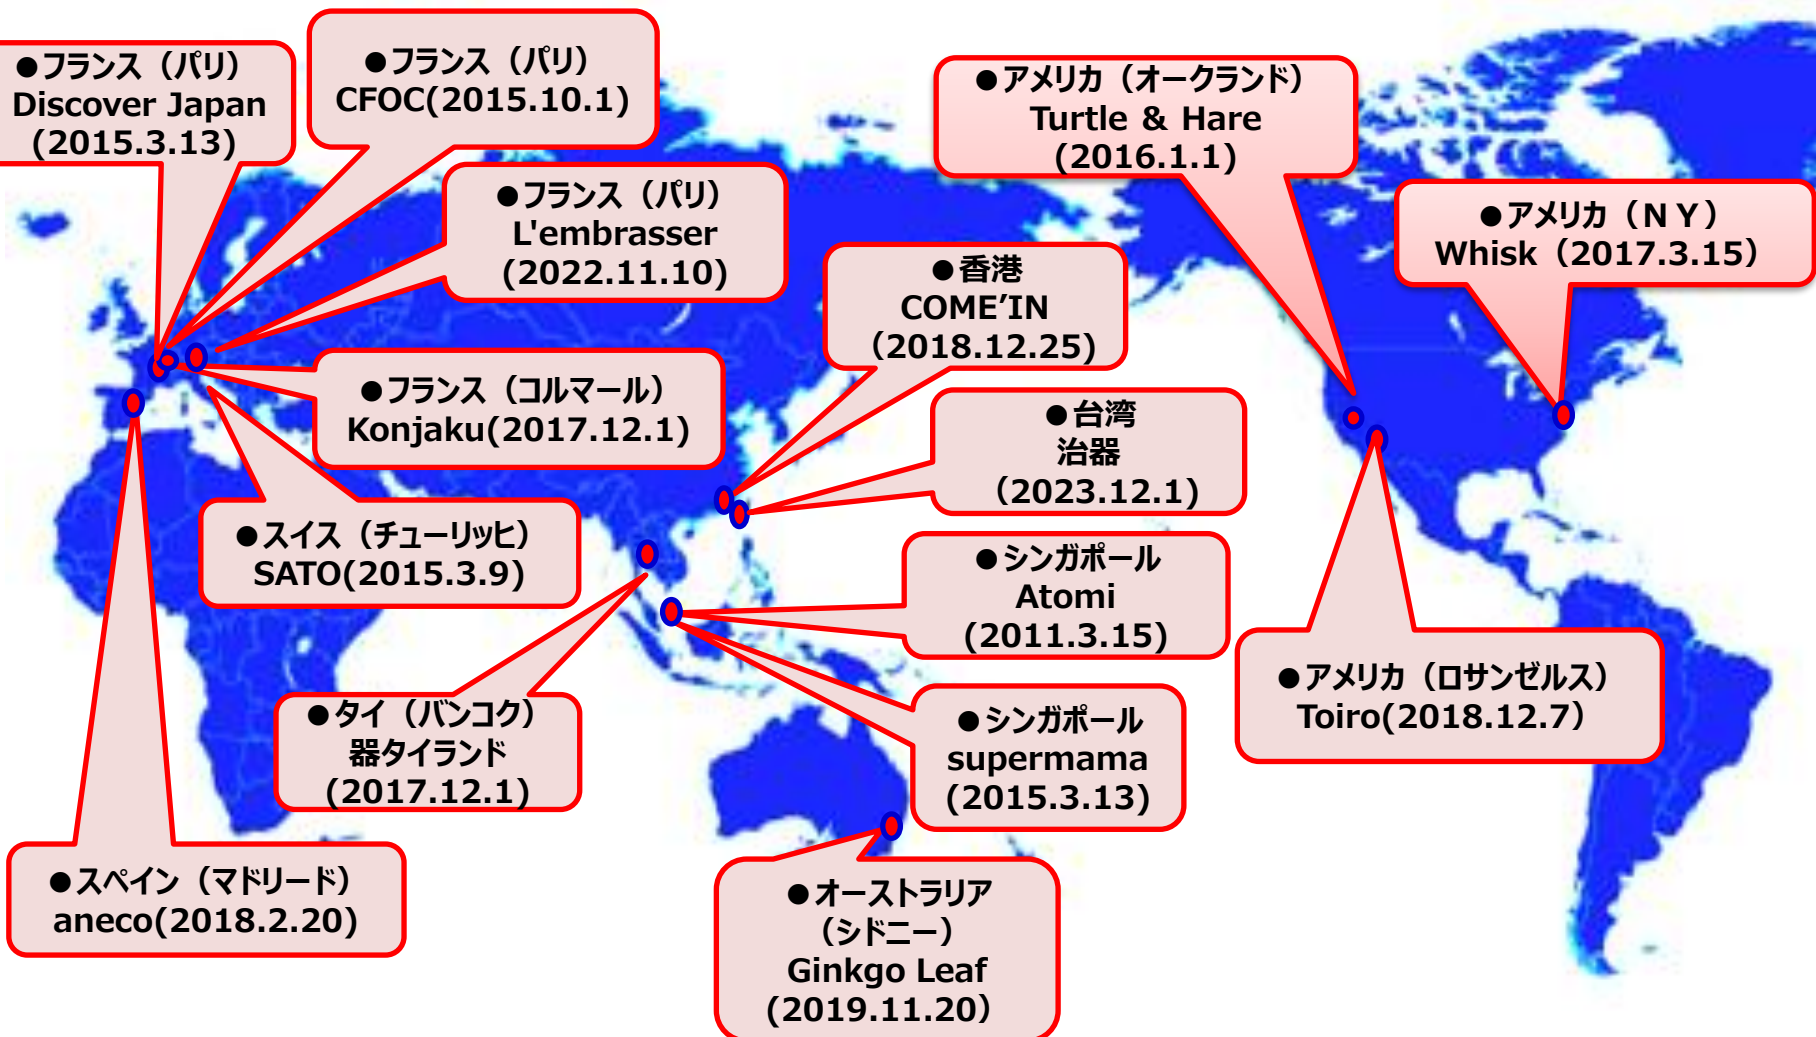 ●フランス（パリ）
Discover Japan
(2015.3.13)
●フランス（パリ）
CFOC(2015.10.1)
●フランス（パリ）
L'embrasser
(2022.11.10)
●フランス（コルマール）
Konjaku(2017.12.1)
●スイス（チューリッヒ）
SATO(2015.3.9)
●スペイン（マドリード）
aneco(2018.2.20)
●タイ（バンコク）
器タイランド
(2017.12.1)
●香港
COME’IN
（2018.12.25)
●台湾
治器
（2023.12.1)
●シンガポール
Atomi
(2011.3.15)
●シンガポール
supermama
(2015.3.13)
●オーストラリア
（シドニー）
Ginkgo Leaf
(2019.11.20）
●アメリカ（オークランド）
Turtle & Hare
(2016.1.1)
●アメリカ（ＮＹ）
Whisk（2017.3.15）
●アメリカ（ロサンゼルス）
Toiro(2018.12.7）